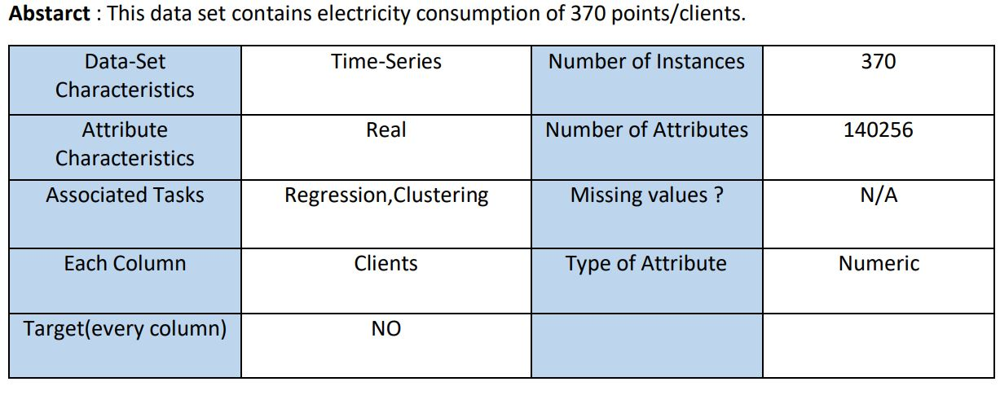 Abstarct : This data set contains electricity consumption of 370 points/clients.
Data-Set
Characteristics
Time-Series
Number of Instances
370
Attribute
Characteristics
Real
Number of Attributes
140256
Associated Tasks
Regression,Clustering
Missing values ?
N/A
Each Column
Clients
Type of Attribute
Numeric
Target(every column)
NO